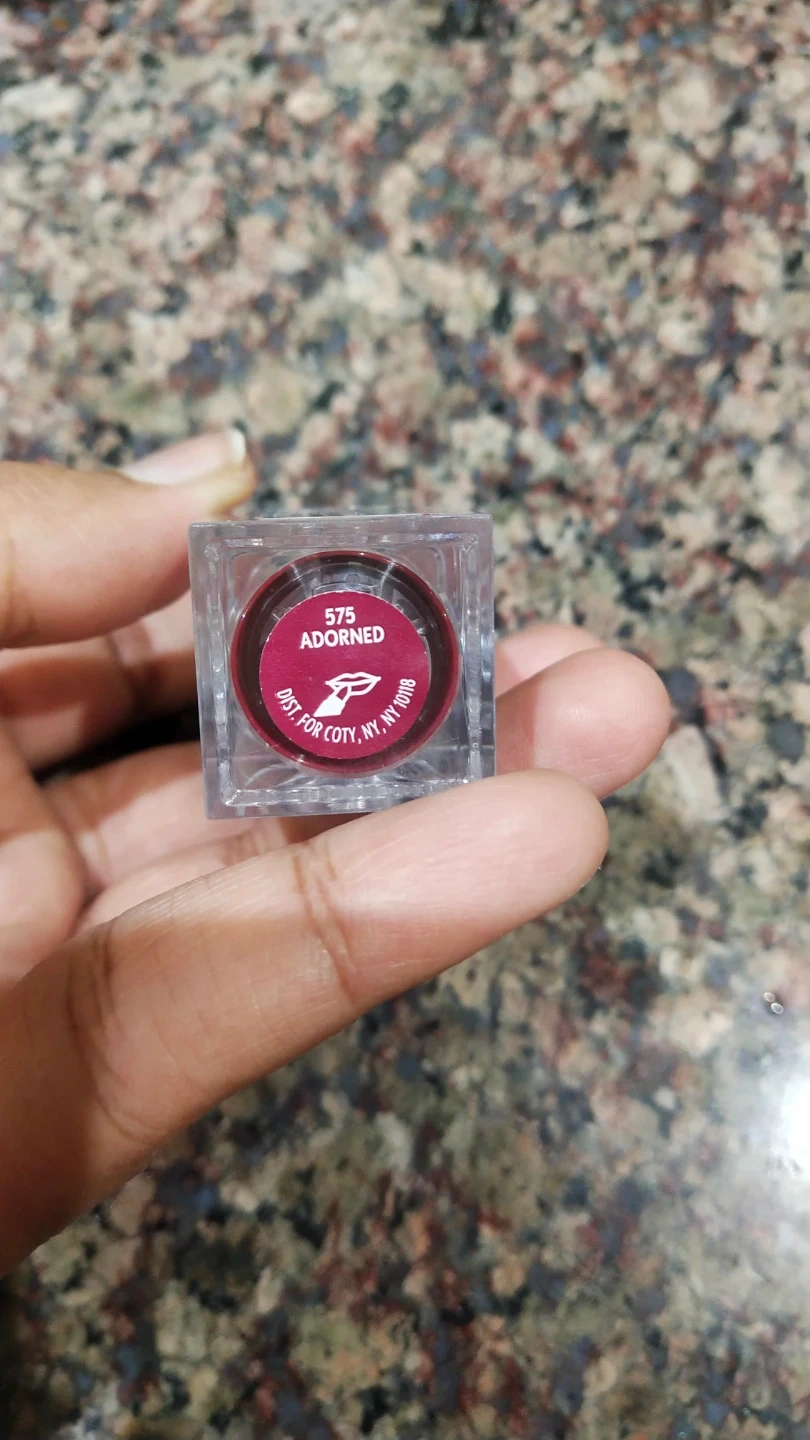 575
ADORNED
DIST. FOR COTY, NY, NY 10118